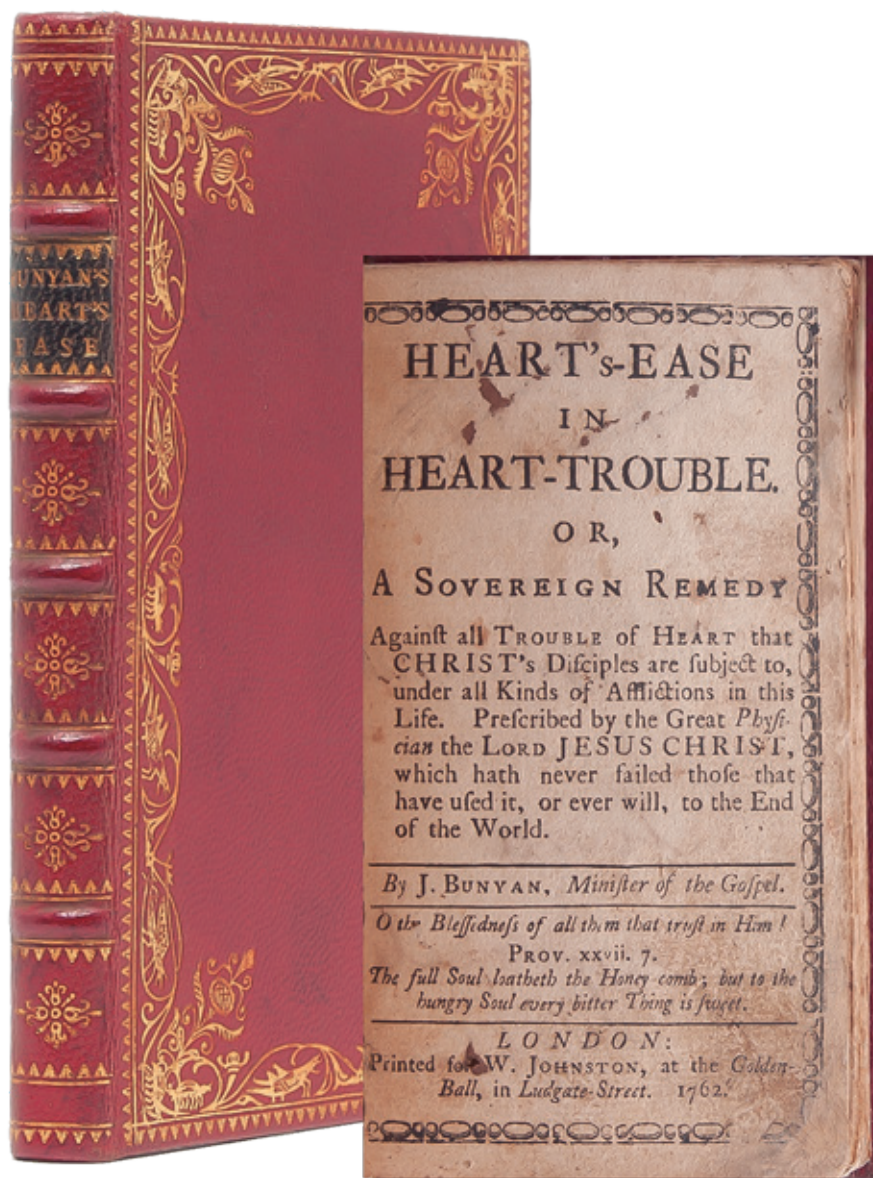 BUNYAN'S
HEART'S
EASE
HEART's-EASE
IN
HEART-TROUBLE.
OR,
A SOVEREIGN REMEDY
Againſt all TROUBLE of HEART that
CHRIST's Diſciples are ſubject to,
under all Kinds of Afflictions in this
Life. Preſcribed by the Great Phyſi-
cian the LORD JESUS CHRIST,
which hath never failed thoſe that
have uſed it, or ever will, to the End
of the World.
By J. BUNYAN, Miniſter of the Goſpel.
O the Bleſſedneſs of all them that truſt in Him!
PROV. xxvii. 7.
The full Soul loatheth the Honey-comb; but to the
hungry Soul every bitter Thing is ſweet.
LONDON:
Printed for W. JOHNSTON, at the Golden-
Ball, in Ludgate-Street. 1762.